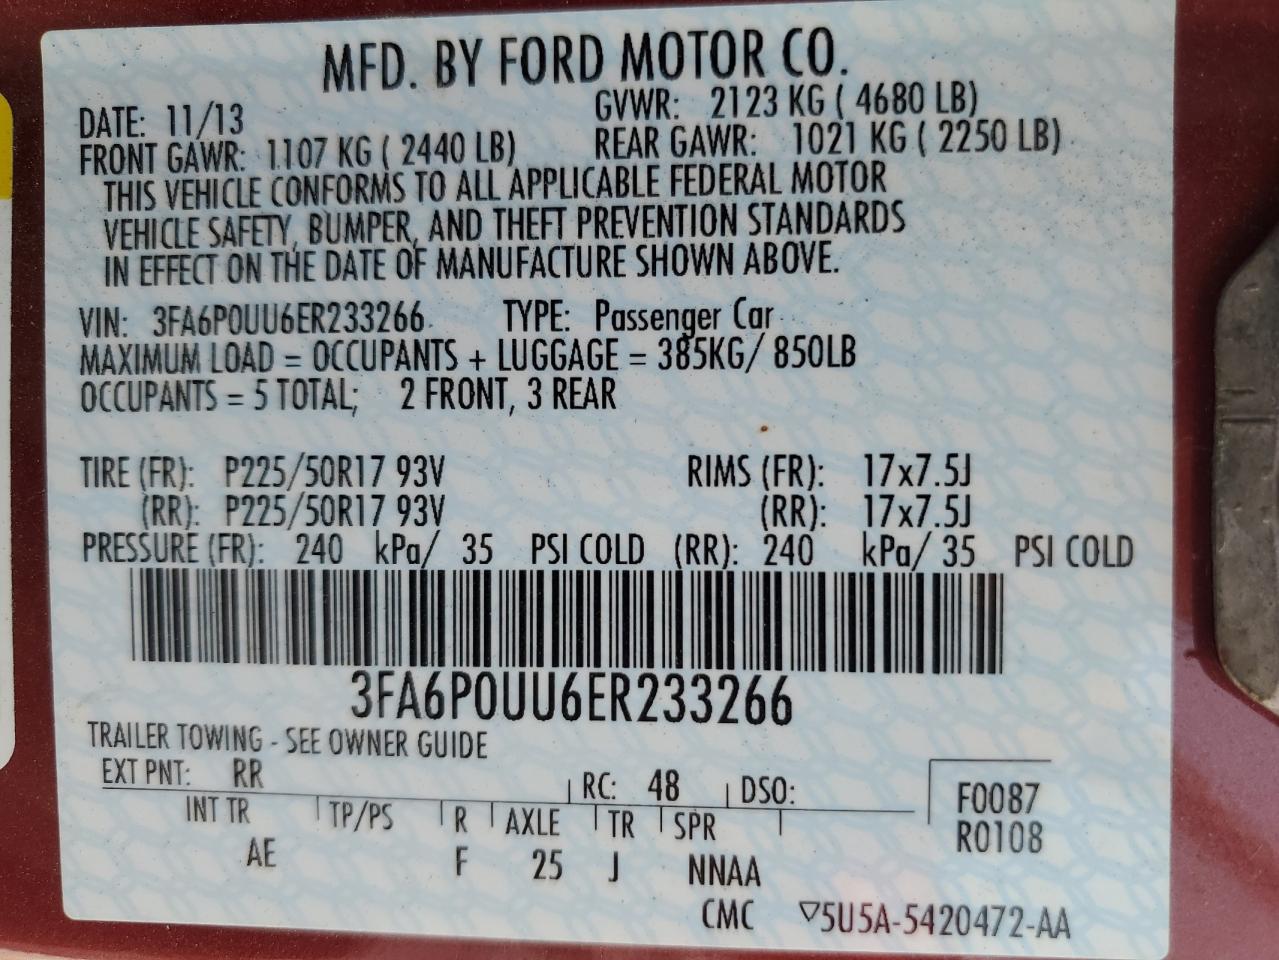 MFD. BY FORD MOTOR CO.
DATE: 11/13 GVWR: 2123 KG ( 4680 LB)
FRONT GAWR: 1107 KG ( 2440 LB) REAR GAWR: 1021 KG ( 2250 LB)
THIS VEHICLE CONFORMS TO ALL APPLICABLE FEDERAL MOTOR
VEHICLE SAFETY, BUMPER, AND THEFT PREVENTION STANDARDS
IN EFFECT ON THE DATE OF MANUFACTURE SHOWN ABOVE.
VIN: 3FA6P0UU6ER233266 TYPE: Passenger Car
MAXIMUM LOAD = OCCUPANTS + LUGGAGE = 385KG/ 850LB
OCCUPANTS = 5 TOTAL; 2 FRONT, 3 REAR
TIRE (FR): P225/50R17 93V RIMS (FR): 17x7.5J
(RR): P225/50R17 93V (RR): 17x7.5J
PRESSURE (FR): 240 kPa/ 35 PSI COLD (RR): 240 kPa/ 35 PSI COLD
3FA6P0UU6ER233266
TRAILER TOWING - SEE OWNER GUIDE
EXT PNT: RR RC: 48 DSO:
INT TR TP/PS R AXLE TR SPR
AE F 25 J NNAA
F0087
R0108
CMC ▽5U5A-5420472-AA